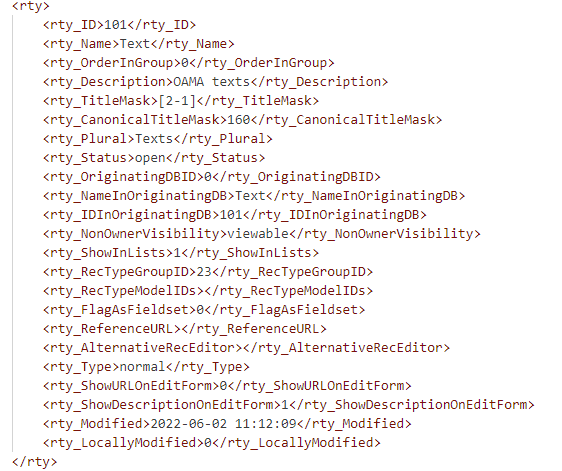 <rty>
<rty_ID>101</rty_ID>
<rty_Name>Text</rty_Name>
<rty_OrderInGroup>0</rty_OrderInGroup>
<rty_Description>OAMA texts</rty_Description>
<rty_TitleMask>[2-1]</rty_TitleMask>
<rty_CanonicalTitleMask>160</rty_CanonicalTitleMask>
<rty_Plural>Texts</rty_Plural>
<rty_Status>open</rty_Status>
<rty_OriginatingDBID>0</rty_OriginatingDBID>
<rty_NameInOriginatingDB>Text</rty_NameInOriginatingDB>
<rty_IDInOriginatingDB>101</rty_IDInOriginatingDB>
<rty_NonOwnerVisibility>viewable</rty_NonOwnerVisibility>
<rty_ShowInLists>1</rty_ShowInLists>
<rty_RecTypeGroupID>23</rty_RecTypeGroupID>
<rty_RecTypeModelIDs></rty_RecTypeModelIDs>
<rty_FlagAsFieldset>0</rty_FlagAsFieldset>
<rty_ReferenceURL></rty_ReferenceURL>
<rty_AlternativeRecEditor></rty_AlternativeRecEditor>
<rty_Type>normal</rty_Type>
<rty_ShowURLOnEditForm>0</rty_ShowURLOnEditForm>
<rty_ShowDescriptionOnEditForm>1</rty_ShowDescriptionOnEditForm>
<rty_Modified>2022-06-02 11:12:09</rty_Modified>
<rty_LocallyModified>0</rty_LocallyModified>
</rty>